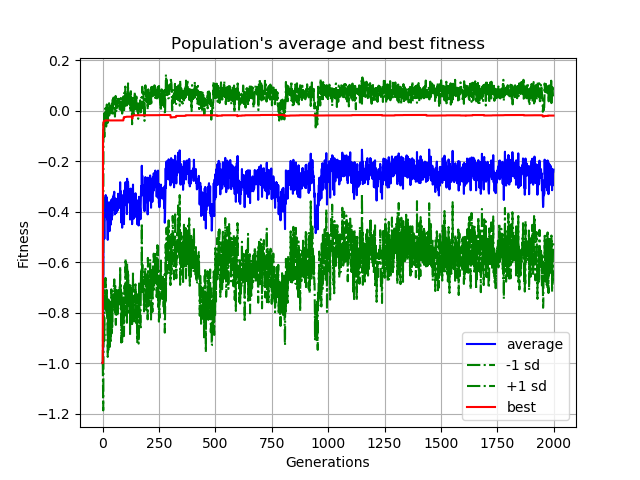 Population's average and best fitness
0.2
0.0
−0.2
−0.4
−0.6
−0.8
−1.0
−1.2
Fitness
0
250
500
750
1000
1250
1500
1750
2000
Generations
average
-1 sd
+1 sd
best